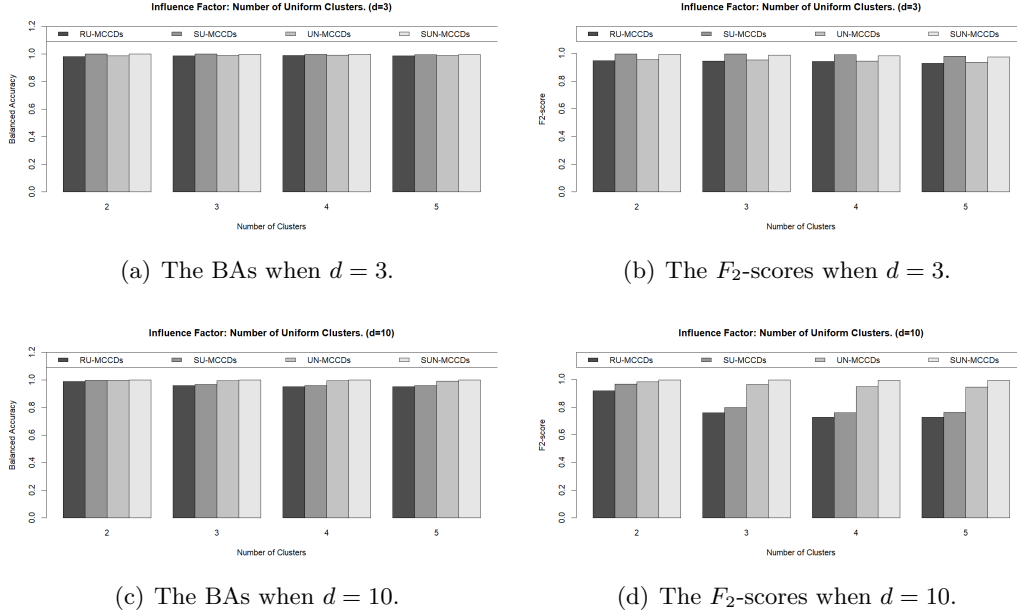 Influence Factor: Number of Uniform Clusters. (d=3)
RU-MCCDs SU-MCCDs UN-MCCDs SUN-MCCDs
Balanced Accuracy
0.0 0.2 0.4 0.6 0.8 1.0 1.2
2 3 4 5
Number of Clusters
(a) The BAs when d = 3.
Influence Factor: Number of Uniform Clusters. (d=3)
RU-MCCDs SU-MCCDs UN-MCCDs SUN-MCCDs
F2-score
0.0 0.2 0.4 0.6 0.8 1.0 1.2
2 3 4 5
Number of Clusters
(b) The F₂-scores when d = 3.
Influence Factor: Number of Uniform Clusters. (d=10)
RU-MCCDs SU-MCCDs UN-MCCDs SUN-MCCDs
Balanced Accuracy
0.0 0.2 0.4 0.6 0.8 1.0 1.2
2 3 4 5
Number of Clusters
(c) The BAs when d = 10.
Influence Factor: Number of Uniform Clusters. (d=10)
RU-MCCDs SU-MCCDs UN-MCCDs SUN-MCCDs
F2-score
0.0 0.2 0.4 0.6 0.8 1.0 1.2
2 3 4 5
Number of Clusters
(d) The F₂-scores when d = 10.